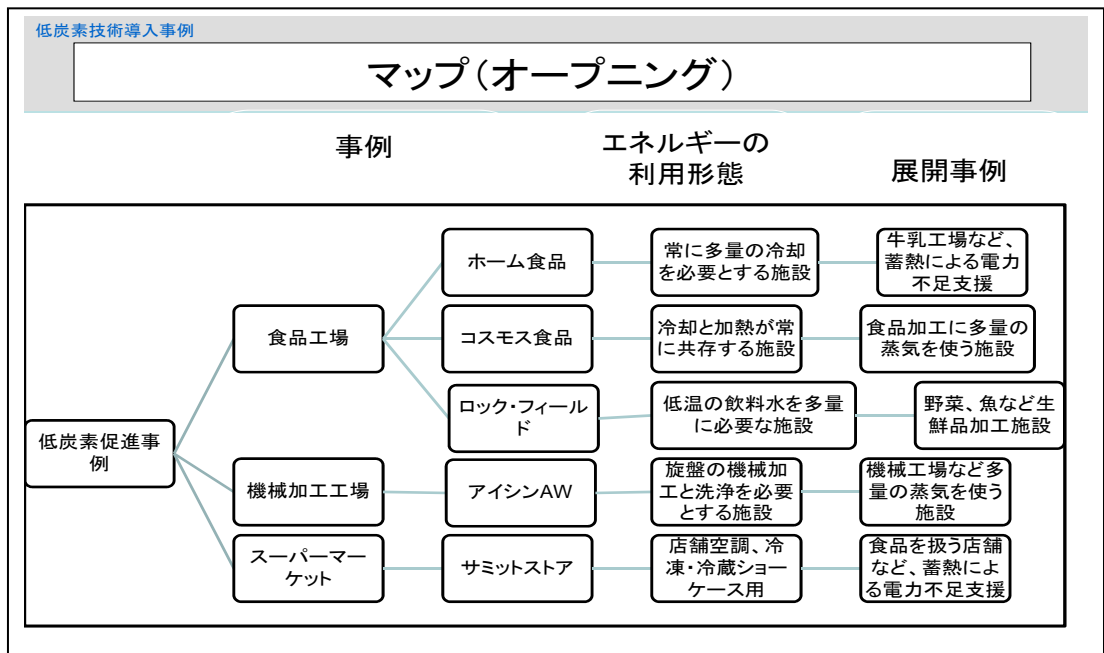 低炭素技術導入事例
マップ(オープニング)
事例
エネルギーの
利用形態
展開事例
ホーム食品
常に多量の冷却
を必要とする施設
牛乳工場など、
蓄熱による電力
不足支援
食品工場
コスモス食品
冷却と加熱が常
に共存する施設
食品加工に多量の
蒸気を使う施設
ロック・フィール
ド
低温の飲料水を多量
に必要な施設
野菜、魚など生
鮮品加工施設
低炭素促進事
例
機械加工工場
アイシンAW
旋盤の機械加
工と洗浄を必要
とする施設
機械工場など多
量の蒸気を使う
施設
スーパーマー
ケット
サミットストア
店舗空調、冷
凍・冷蔵ショー
ケース用
食品を扱う店舗
など、蓄熱によ
る電力不足支援